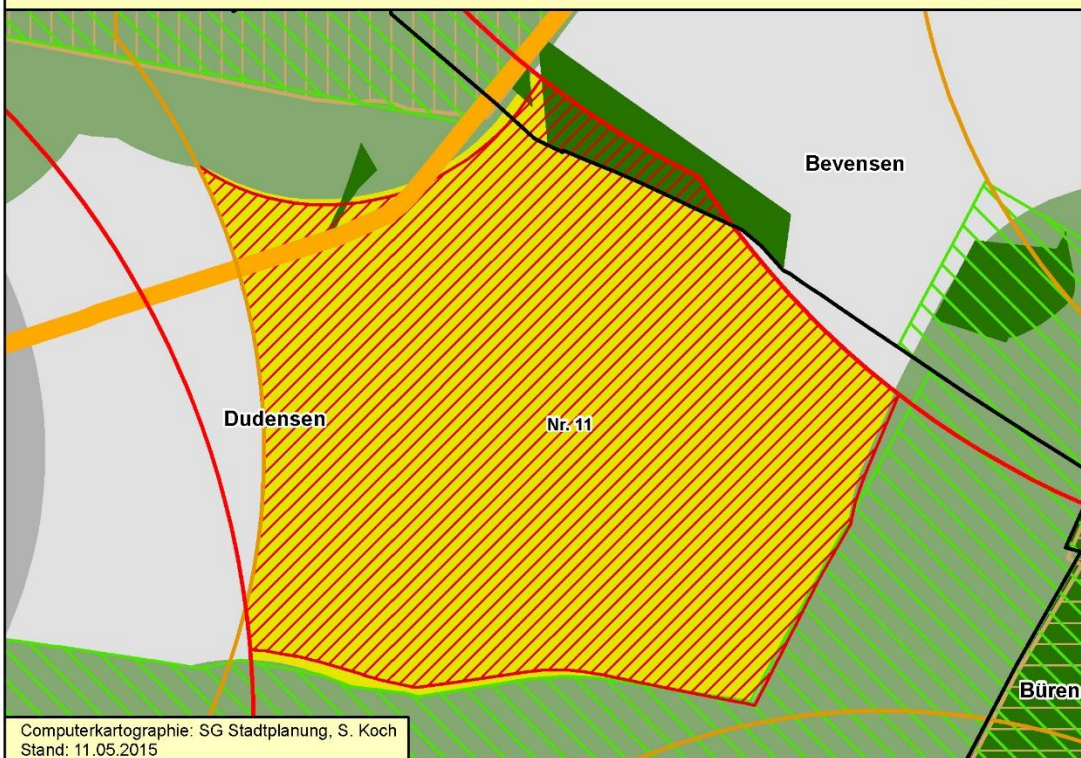 Bevensen
Dudensen
Nr. 11
Büren
Computerkartographie: SG Stadtplanung, S. Koch
Stand: 11.05.2015